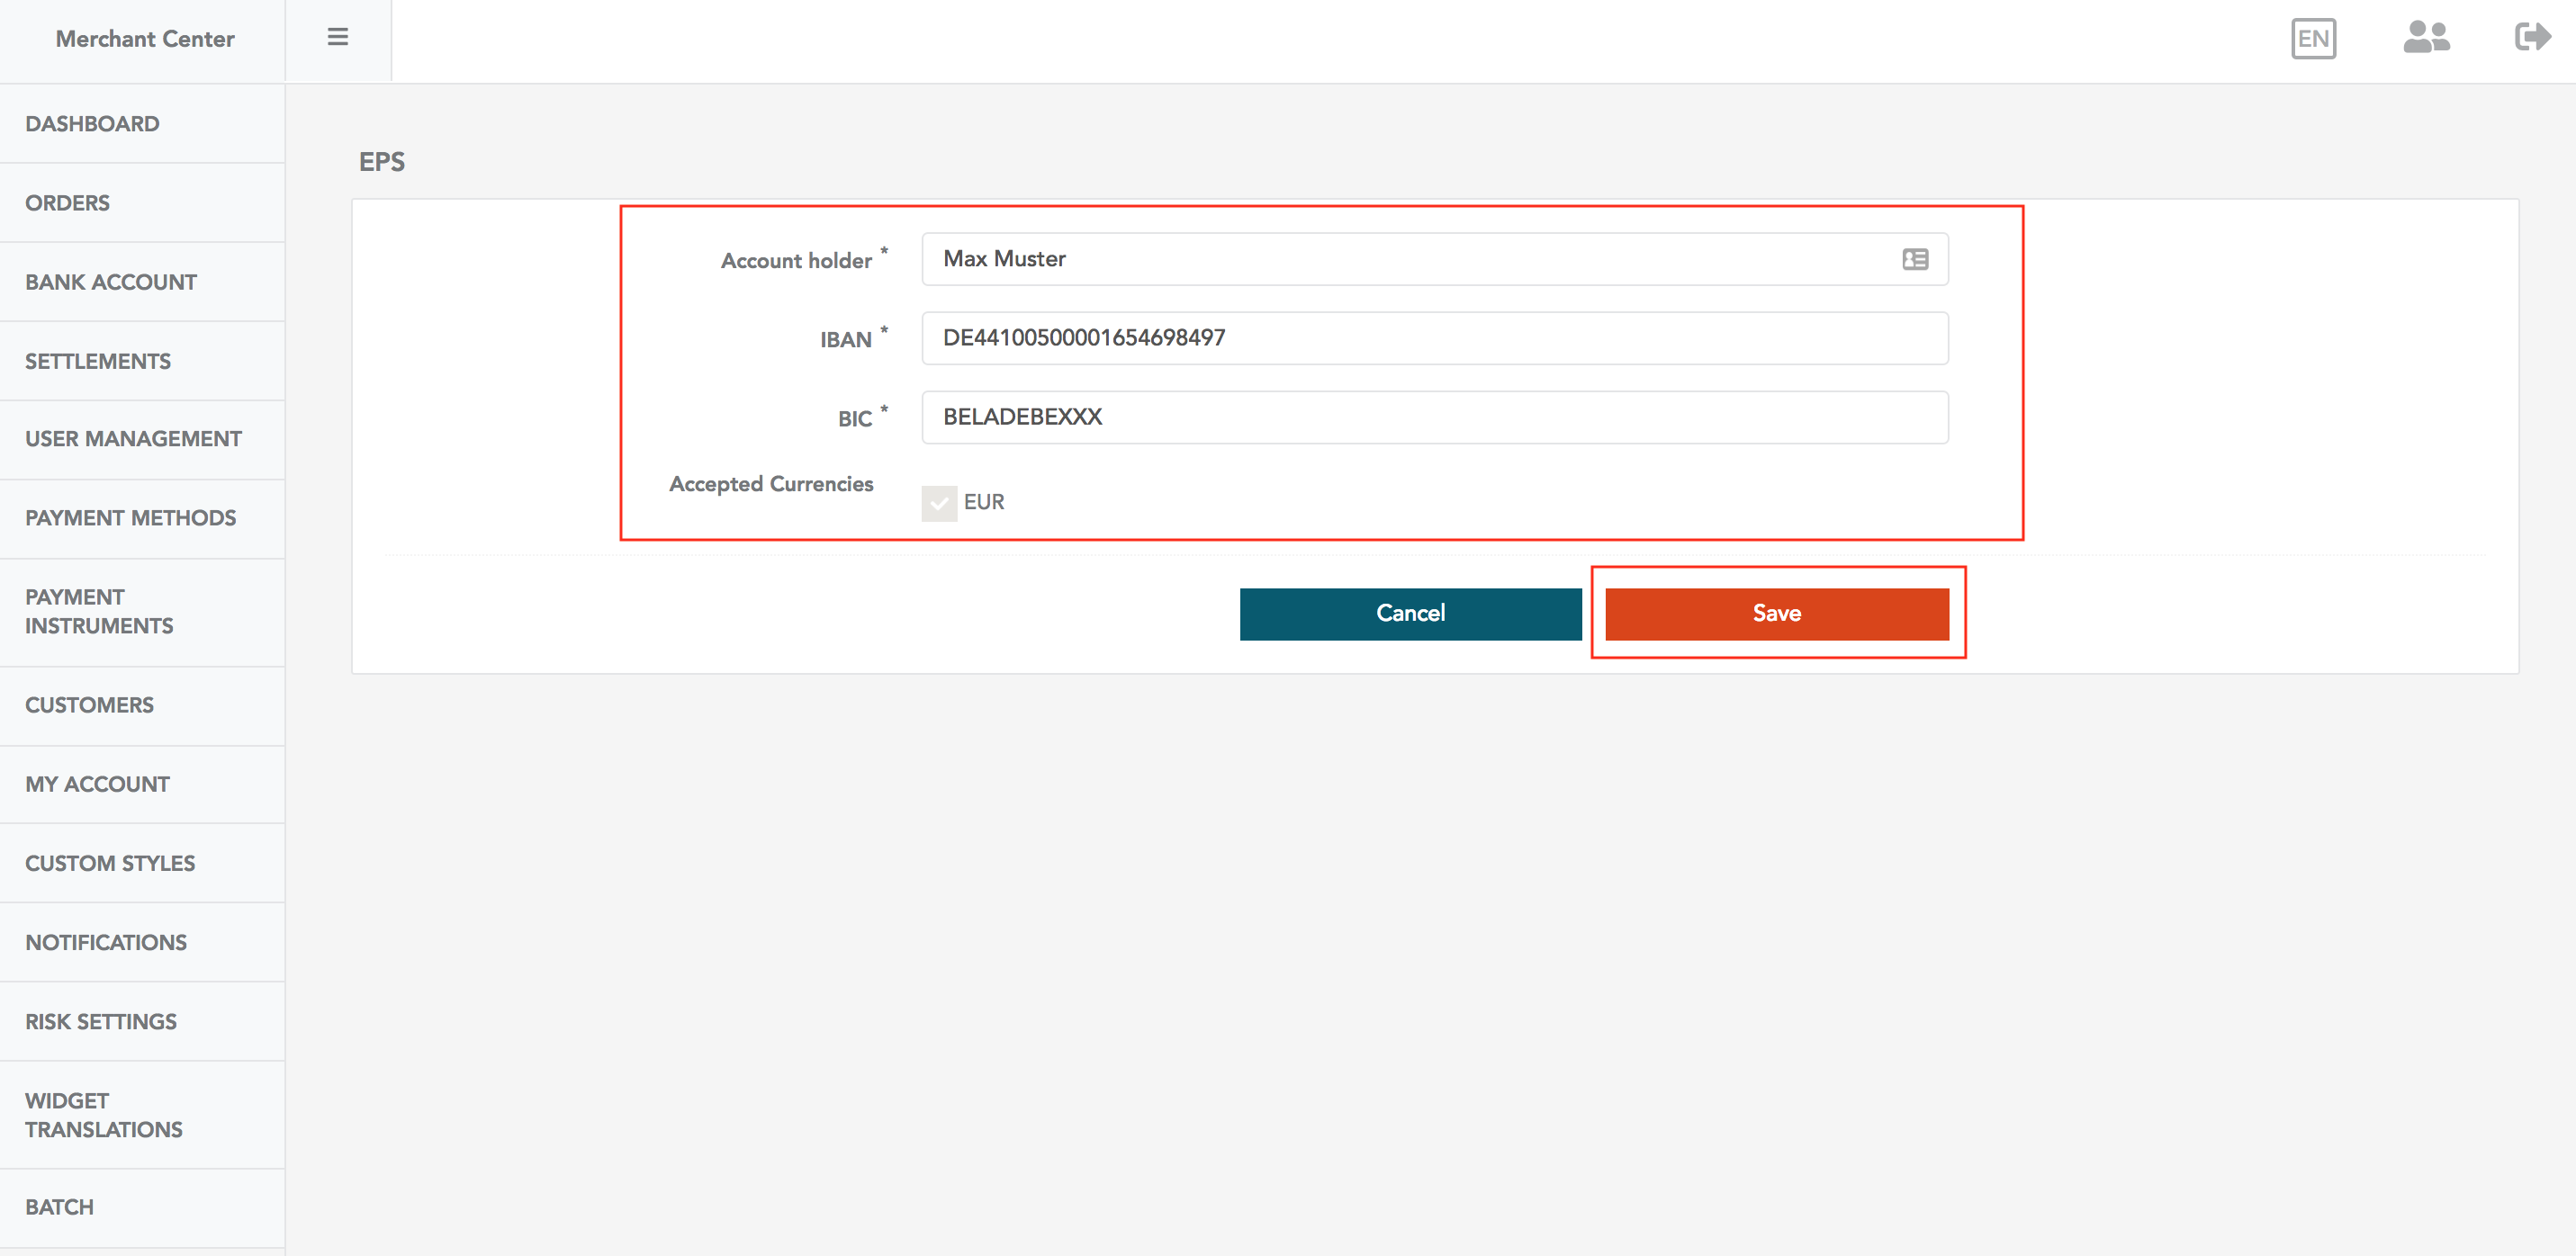 Merchant Center
EN
DASHBOARD
ORDERS
BANK ACCOUNT
SETTLEMENTS
USER MANAGEMENT
PAYMENT METHODS
PAYMENT
INSTRUMENTS
CUSTOMERS
MY ACCOUNT
CUSTOM STYLES
NOTIFICATIONS
RISK SETTINGS
WIDGET
TRANSLATIONS
BATCH
EPS
Account holder * Max Muster
IBAN * DE44100500001654698497
BIC * BELADEBEXXX
Accepted Currencies
EUR
Cancel Save